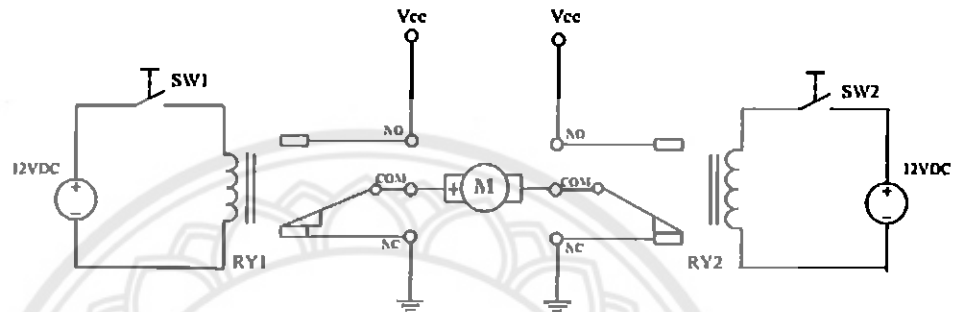 Vcc Vcc
SW1 SW2
NO NO
12VDC COM + M COM 12VDC
+ +
- -
NC NC
RY1 RY2